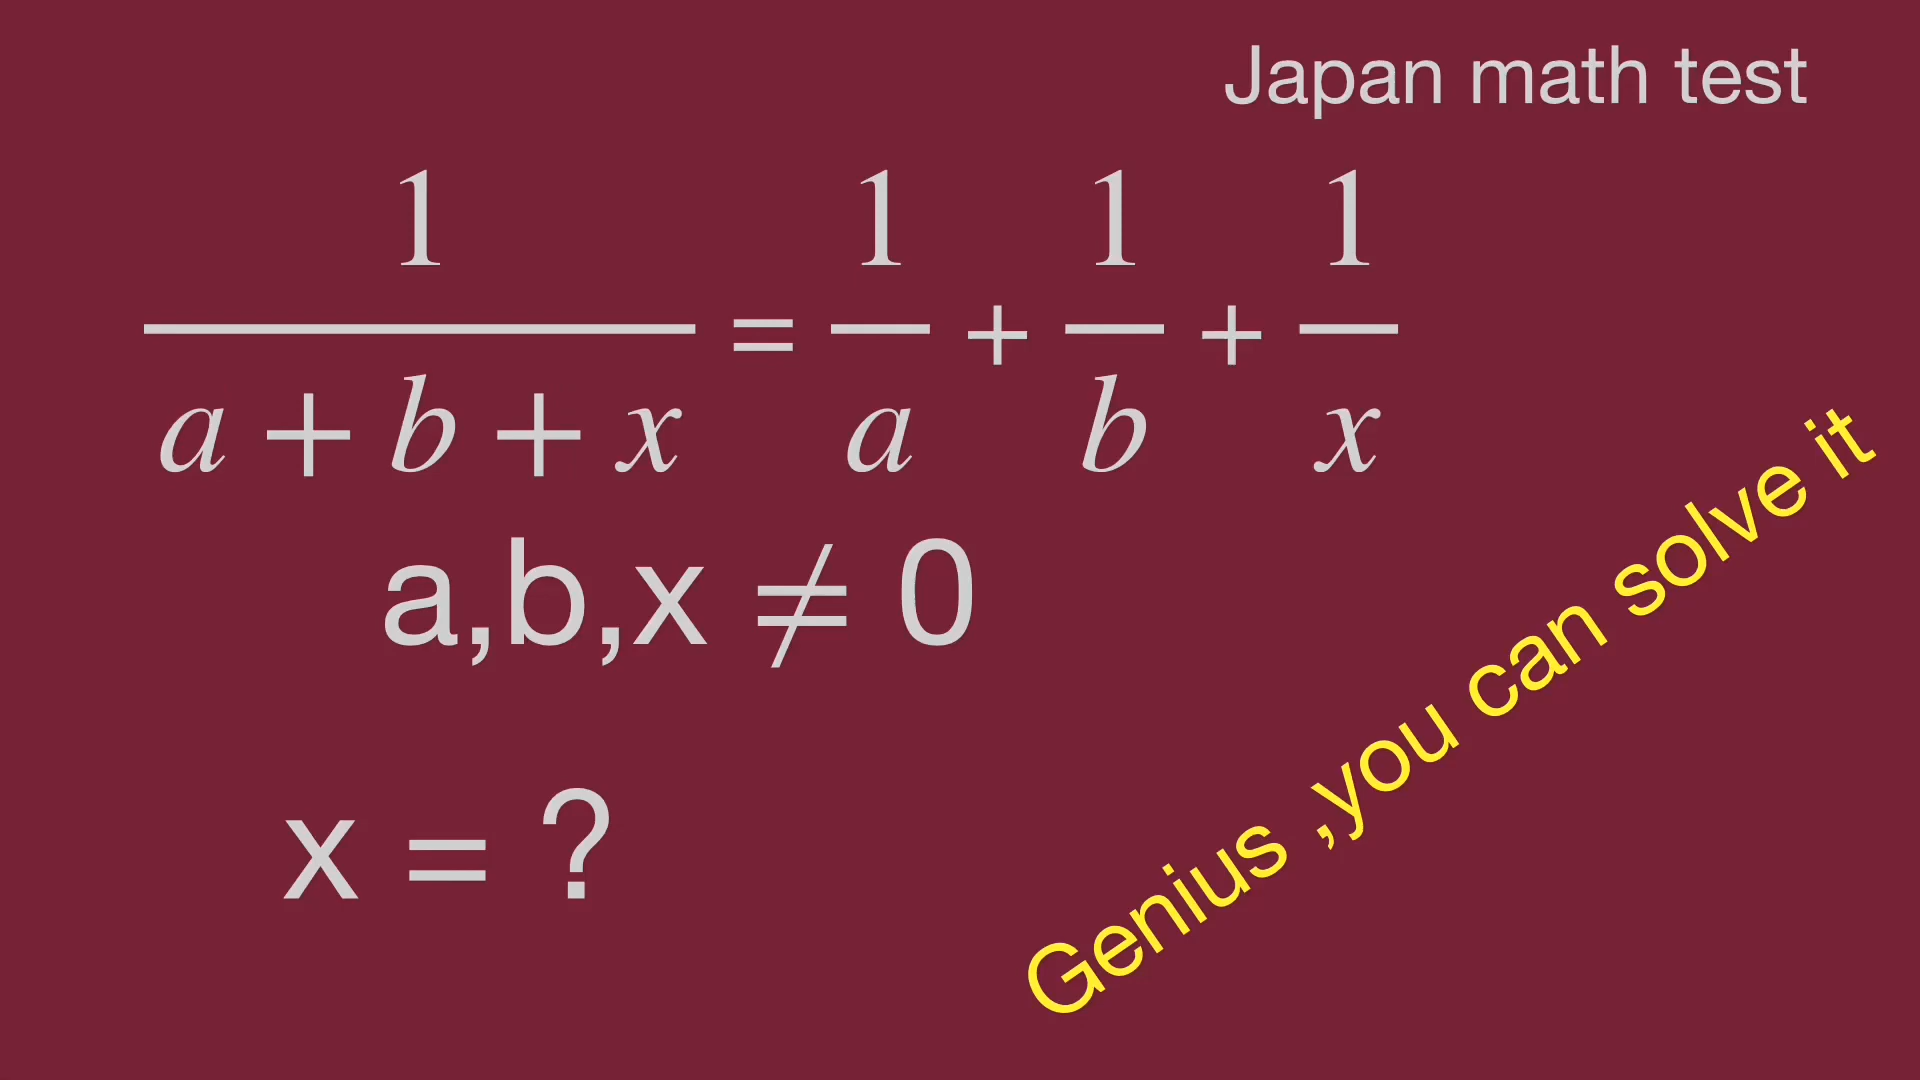 Japan math test
1/(a + b + x) = 1/a + 1/b + 1/x
a,b,x ≠ 0
x = ?
Genius ,you can solve it